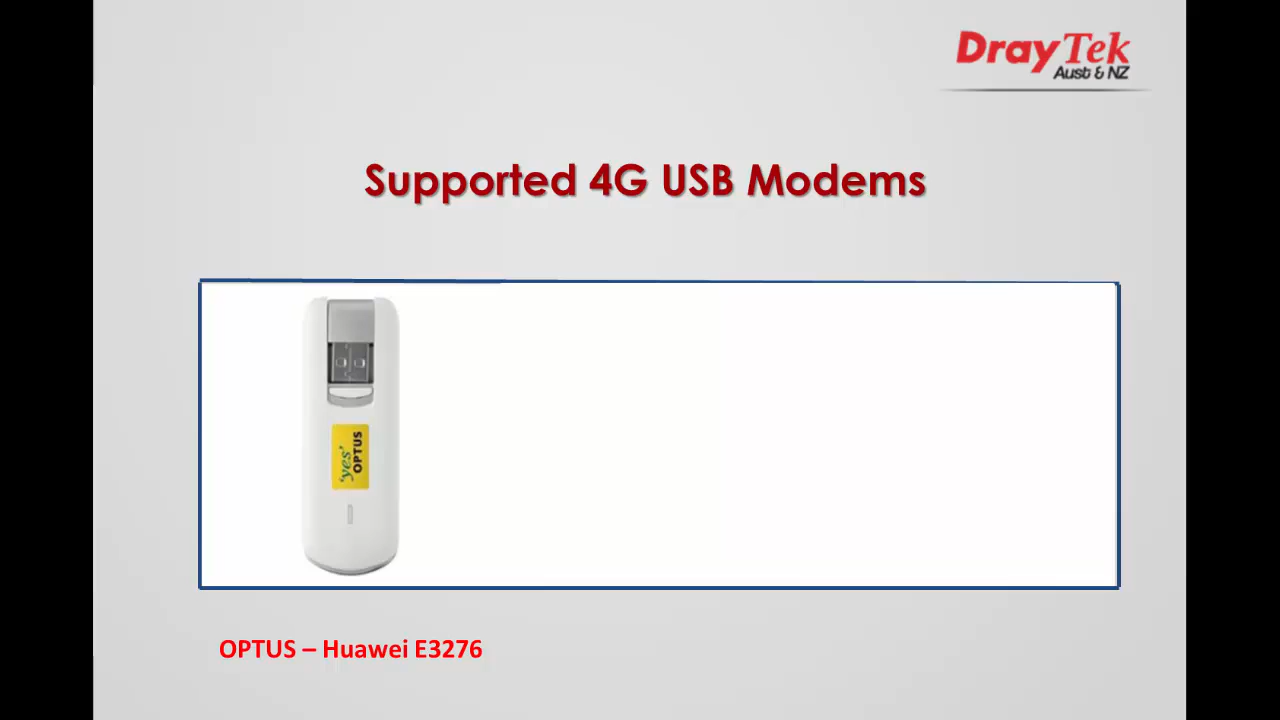 DrayTek
Aust & NZ
Supported 4G USB Modems
'yes'
OPTUS
OPTUS – Huawei E3276